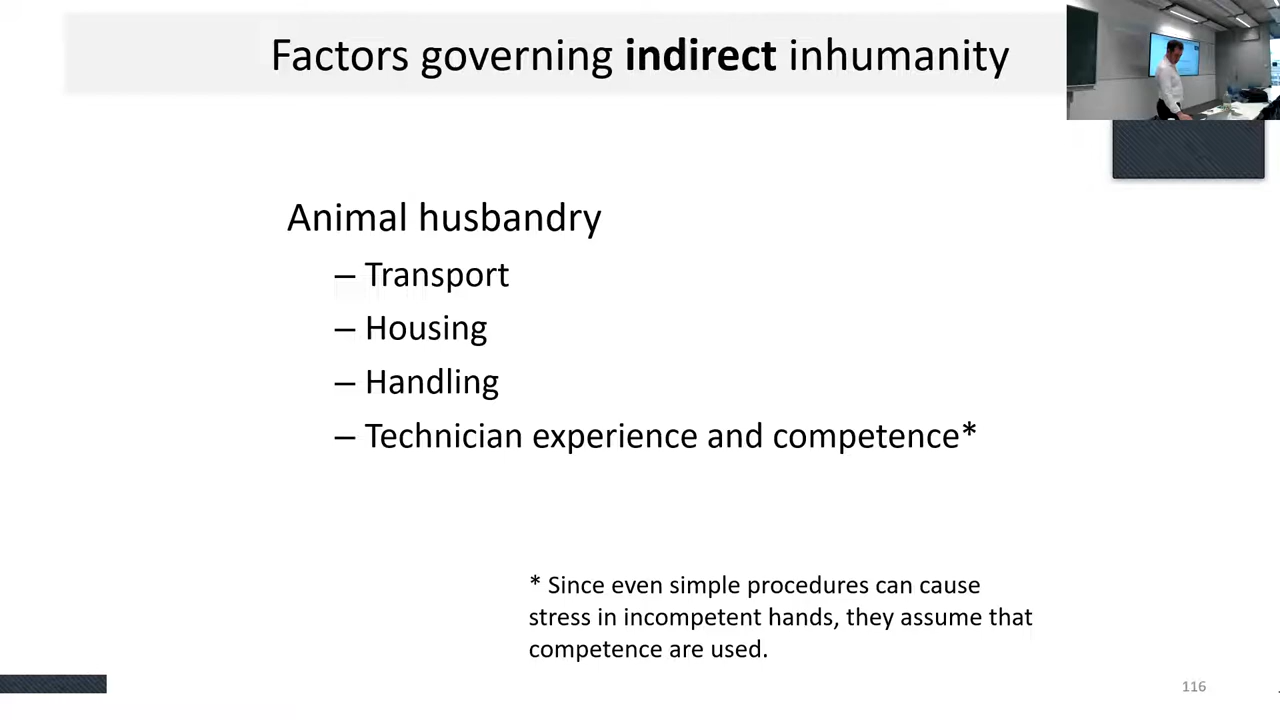 Factors governing indirect inhumanity
Animal husbandry
– Transport
– Housing
– Handling
– Technician experience and competence*
* Since even simple procedures can cause
stress in incompetent hands, they assume that
competence are used.
116